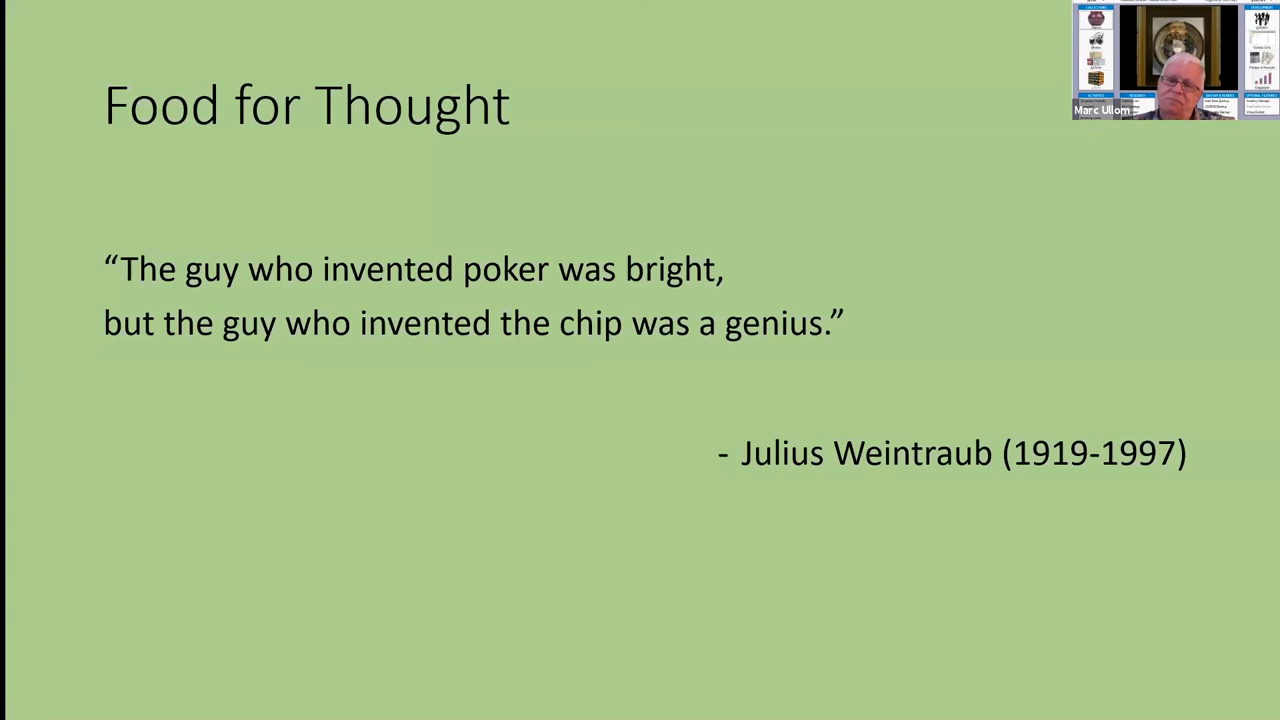 Food for Thought
“The guy who invented poker was bright,
but the guy who invented the chip was a genius.”
- Julius Weintraub (1919-1997)
Marc Ullom